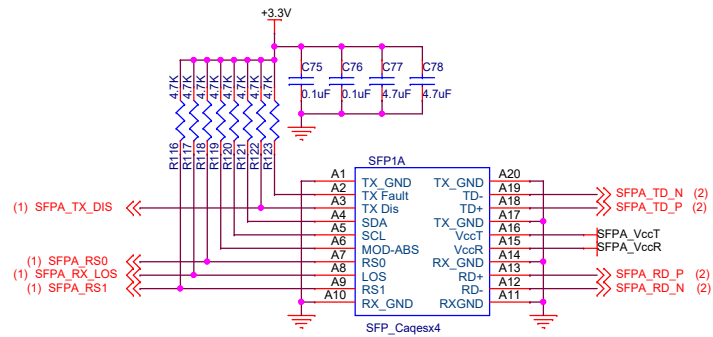 +3.3V
4.7K 4.7K 4.7K 4.7K 4.7K 4.7K 4.7K 4.7K
R116 R117 R118 R119 R120 R121 R122 R123
C75 C76 C77 C78
0.1uF 0.1uF 4.7uF 4.7uF
SFP1A
A1 TX_GND TX_GND A20
A2 TX Fault TD- A19 SFPA_TD_N (2)
(1) SFPA_TX_DIS A3 TX Dis TD+ A18 SFPA_TD_P (2)
A4 SDA TX_GND A17
A5 SCL VccT A16 SFPA_VccT
A6 MOD-ABS VccR A15 SFPA_VccR
(1) SFPA_RS0 A7 RS0 RX_GND A14
(1) SFPA_RX_LOS A8 LOS RD+ A13 SFPA_RD_P (2)
(1) SFPA_RS1 A9 RS1 RD- A12 SFPA_RD_N (2)
A10 RX_GND RXGND A11
SFP_Caqesx4